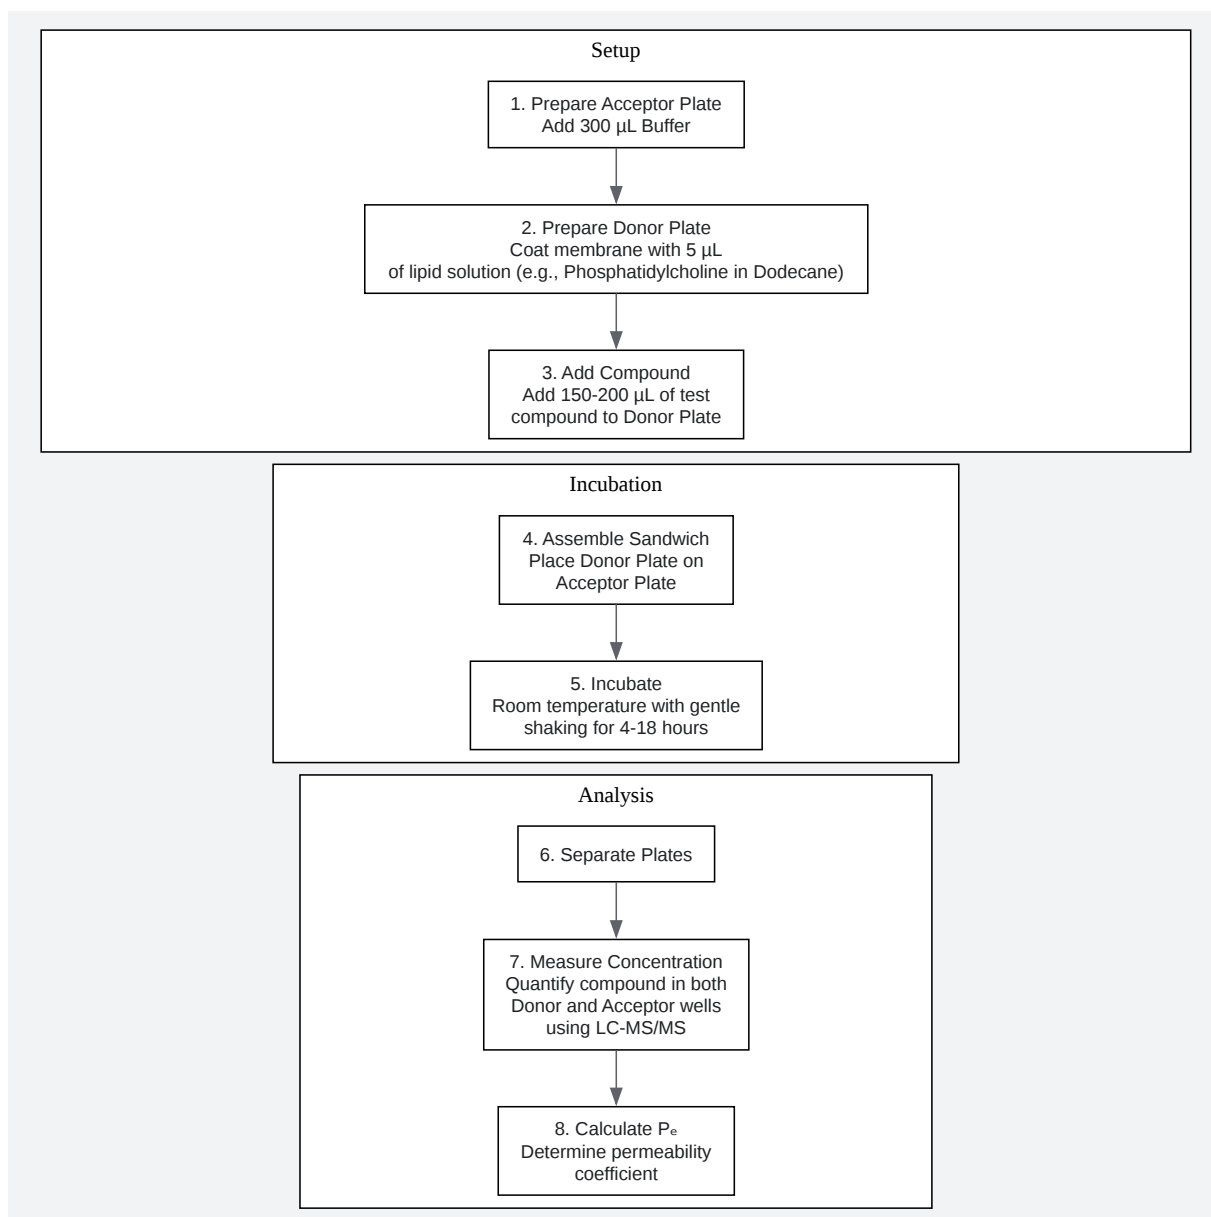 Setup
1. Prepare Acceptor Plate
Add 300 µL Buffer
2. Prepare Donor Plate
Coat membrane with 5 µL
of lipid solution (e.g., Phosphatidylcholine in Dodecane)
3. Add Compound
Add 150-200 µL of test
compound to Donor Plate
Incubation
4. Assemble Sandwich
Place Donor Plate on
Acceptor Plate
5. Incubate
Room temperature with gentle
shaking for 4-18 hours
Analysis
6. Separate Plates
7. Measure Concentration
Quantify compound in both
Donor and Acceptor wells
using LC-MS/MS
8. Calculate Pₑ
Determine permeability
coefficient